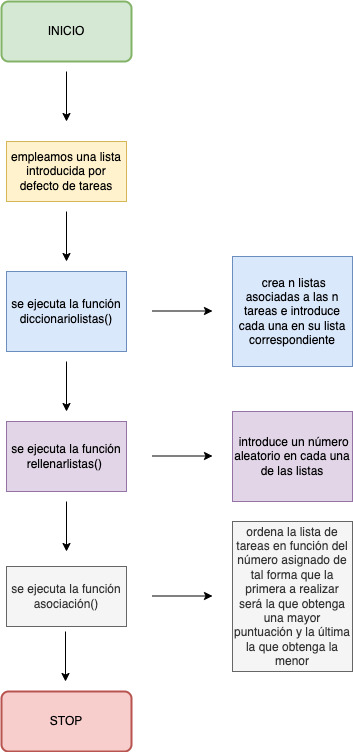 INICIO
empleamos una lista
introducida por
defecto de tareas
se ejecuta la función
diccionariolistas()
crea n listas
asociadas a las n
tareas e introduce
cada una en su lista
correspondiente
se ejecuta la función
rellenarlistas()
introduce un número
aleatorio en cada una
de las listas
se ejecuta la función
asociación()
ordena la lista de
tareas en función del
número asignado de
tal forma que la
primera a realizar
será la que obtenga
una mayor
puntuación y la última
la que obtenga la
menor
STOP